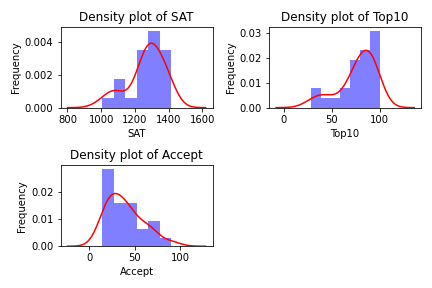 Density plot of SAT
Frequency
0.004
0.002
0.000
800 1000 1200 1400 1600
SAT
Density plot of Top10
Frequency
0.03
0.02
0.01
0.00
0 50 100
Top10
Density plot of Accept
Frequency
0.02
0.01
0.00
0 50 100
Accept